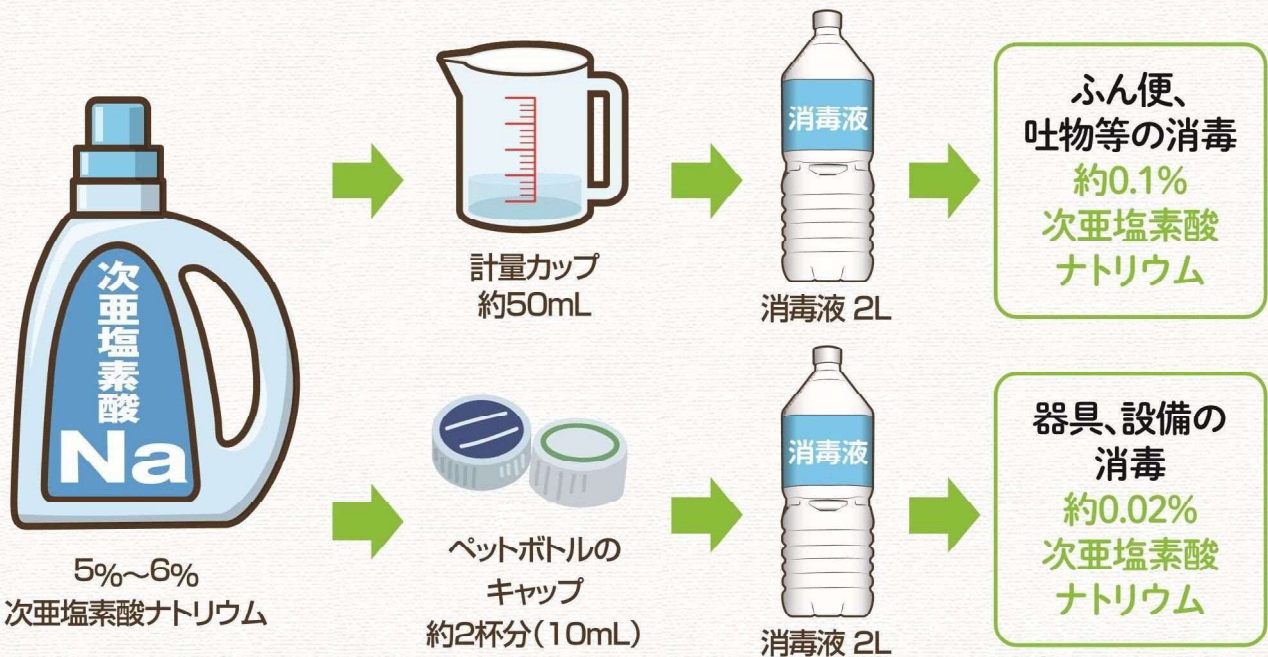 次亜塩素酸
Na
5%~6%
次亜塩素酸ナトリウム
計量カップ
約50mL
消毒液
消毒液 2L
ふん便、
吐物等の消毒
約0.1%
次亜塩素酸
ナトリウム
ペットボトルの
キャップ
約2杯分(10mL)
消毒液
消毒液 2L
器具、設備の
消毒
約0.02%
次亜塩素酸
ナトリウム